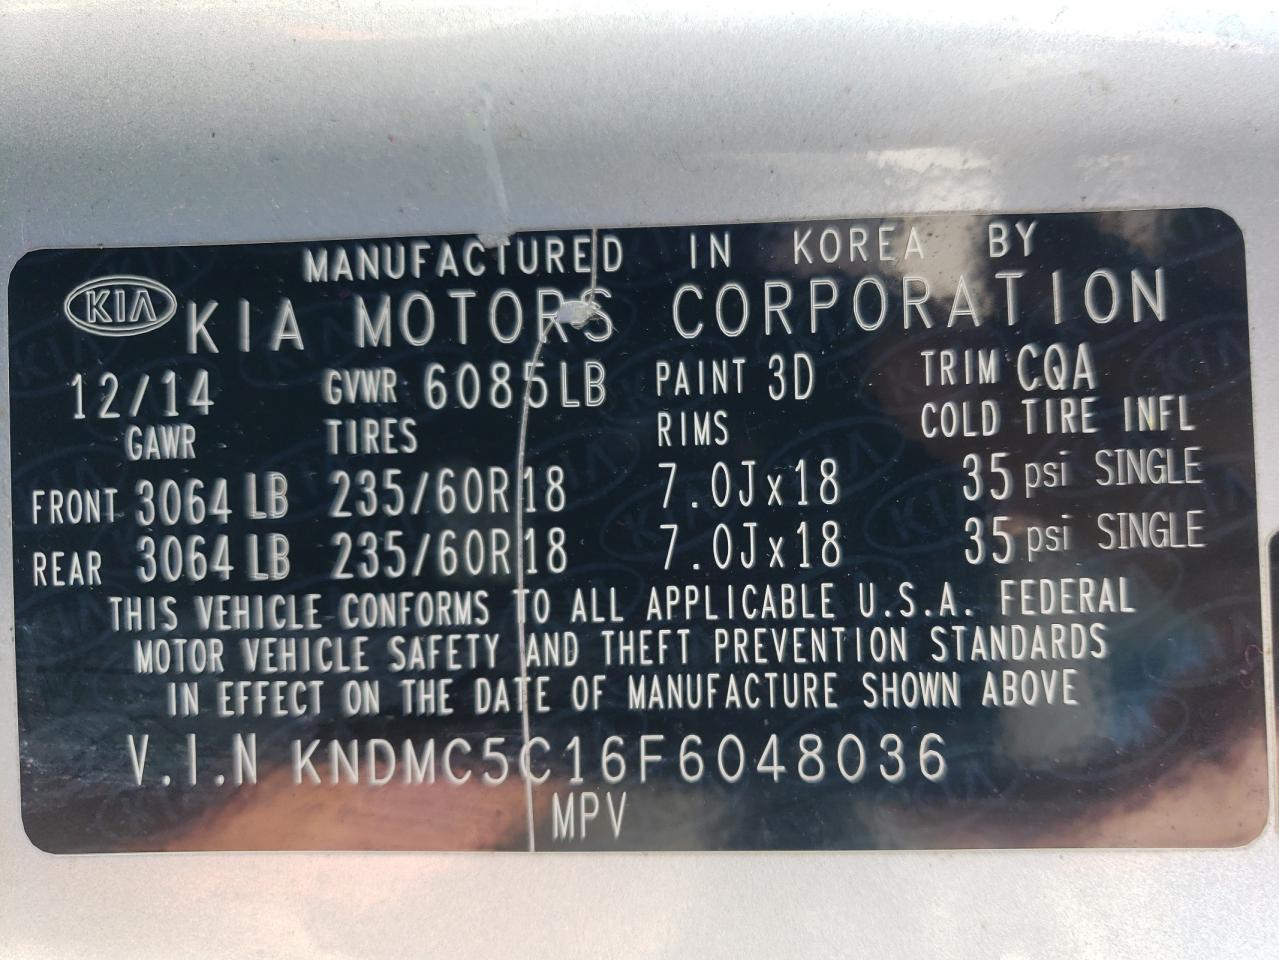 MANUFACTURED IN KOREA BY
KIA KIA MOTORS CORPORATION
12/14 GVWR 6085LB PAINT 3D TRIM CQA
GAWR TIRES RIMS COLD TIRE INFL
FRONT 3064 LB 235/60R18 7.0Jx18 35 psi SINGLE
REAR 3064 LB 235/60R18 7.0Jx18 35 psi SINGLE
THIS VEHICLE CONFORMS TO ALL APPLICABLE U.S.A. FEDERAL
MOTOR VEHICLE SAFETY AND THEFT PREVENTION STANDARDS
IN EFFECT ON THE DATE OF MANUFACTURE SHOWN ABOVE
V.I.N KNDMC5C16F6048036
MPV